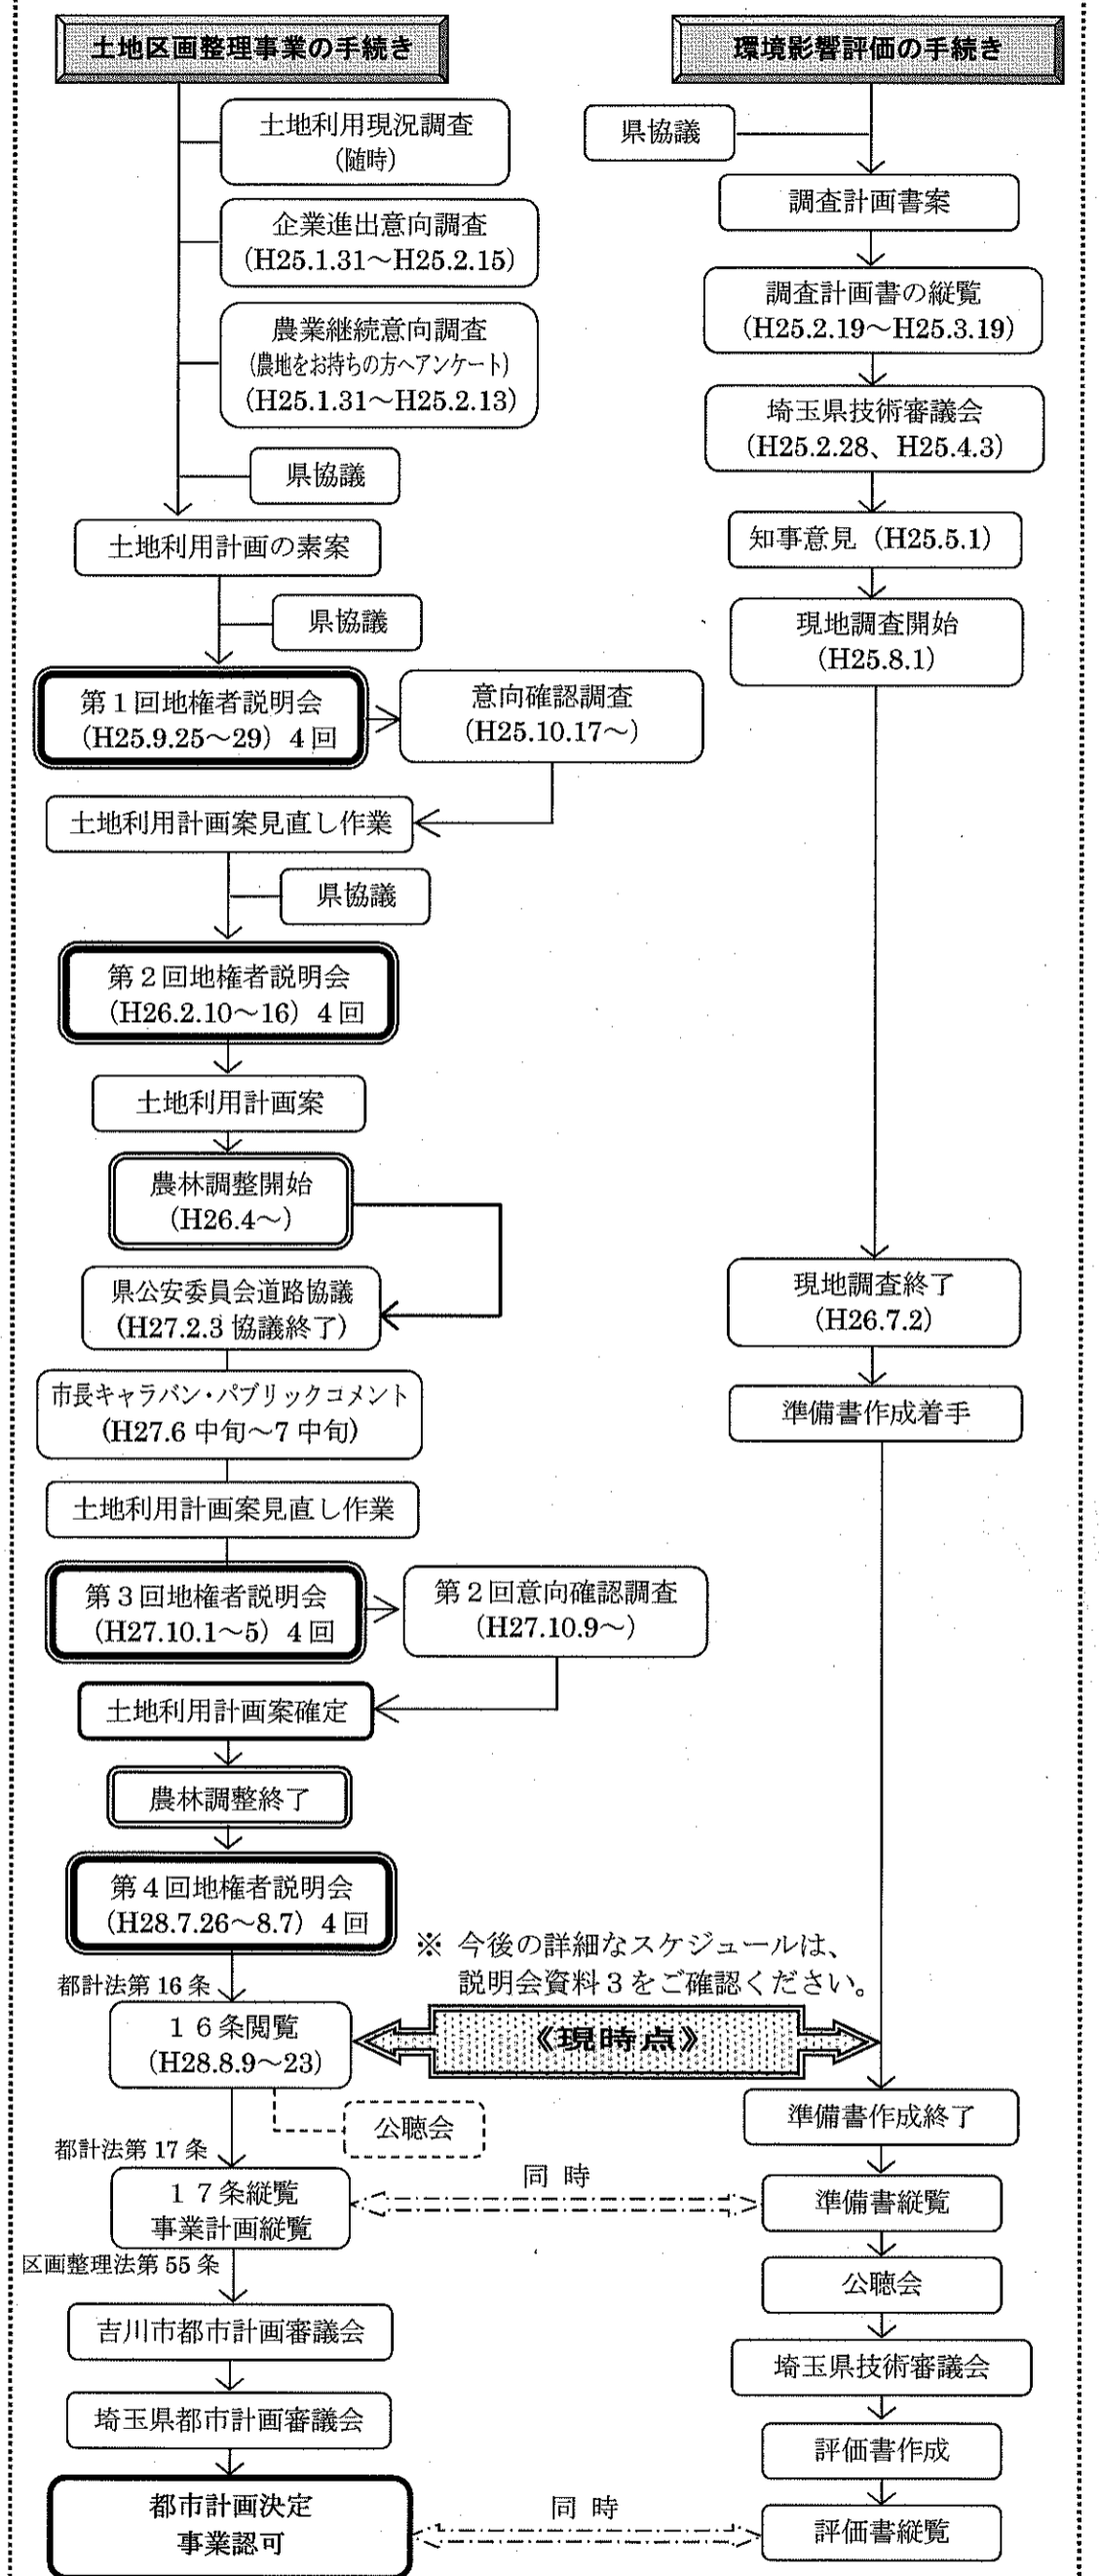 土地区画整理事業の手続き
土地利用現況調査
(随時)
企業進出意向調査
(H25.1.31～H25.2.15)
農業継続意向調査
(農地をお持ちの方へアンケート)
(H25.1.31～H25.2.13)
県協議
土地利用計画の素案
県協議
第1回地権者説明会
(H25.9.25～29) 4回
意向確認調査
(H25.10.17～)
土地利用計画案見直し作業
県協議
第2回地権者説明会
(H26.2.10～16) 4回
土地利用計画案
農林調整開始
(H26.4～)
県公安委員会道路協議
(H27.2.3 協議終了)
市長キャラバン・パブリックコメント
(H27.6 中旬～7 中旬)
土地利用計画案見直し作業
第3回地権者説明会
(H27.10.1～5) 4回
第2回意向確認調査
(H27.10.9～)
土地利用計画案確定
農林調整終了
第4回地権者説明会
(H28.7.26～8.7) 4回
都計法第 16 条
16条閲覧
(H28.8.9～23)
公聴会
都計法第 17 条
17条縦覧
事業計画縦覧
区画整理法第 55 条
吉川市都市計画審議会
埼玉県都市計画審議会
都市計画決定
事業認可
環境影響評価の手続き
県協議
調査計画書案
調査計画書の縦覧
(H25.2.19～H25.3.19)
埼玉県技術審議会
(H25.2.28、H25.4.3)
知事意見 (H25.5.1)
現地調査開始
(H25.8.1)
現地調査終了
(H26.7.2)
準備書作成着手
※ 今後の詳細なスケジュールは、
説明会資料3をご確認ください。
《現時点》
準備書作成終了
同 時
準備書縦覧
公聴会
埼玉県技術審議会
評価書作成
同 時
評価書縦覧